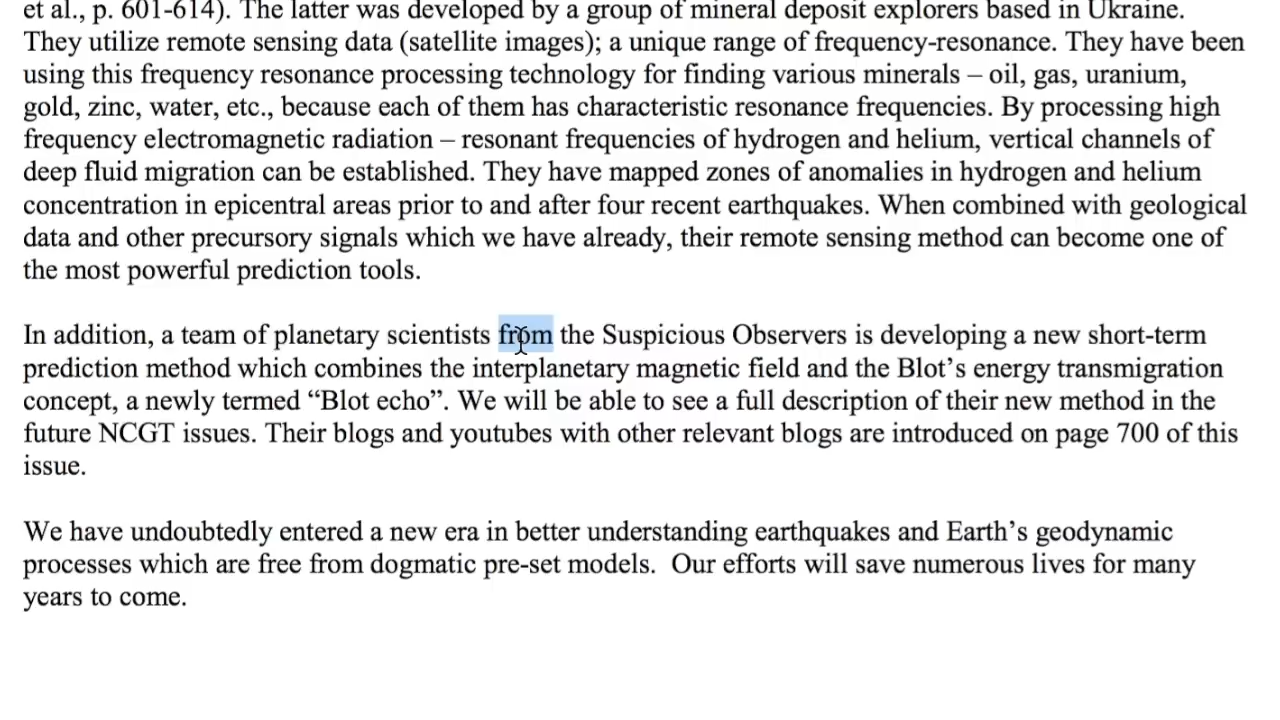 et al., p. 601-614). The latter was developed by a group of mineral deposit explorers based in Ukraine.
They utilize remote sensing data (satellite images); a unique range of frequency-resonance. They have been
using this frequency resonance processing technology for finding various minerals – oil, gas, uranium,
gold, zinc, water, etc., because each of them has characteristic resonance frequencies. By processing high
frequency electromagnetic radiation – resonant frequencies of hydrogen and helium, vertical channels of
deep fluid migration can be established. They have mapped zones of anomalies in hydrogen and helium
concentration in epicentral areas prior to and after four recent earthquakes. When combined with geological
data and other precursory signals which we have already, their remote sensing method can become one of
the most powerful prediction tools.
In addition, a team of planetary scientists from the Suspicious Observers is developing a new short-term
prediction method which combines the interplanetary magnetic field and the Blot’s energy transmigration
concept, a newly termed “Blot echo”. We will be able to see a full description of their new method in the
future NCGT issues. Their blogs and youtubes with other relevant blogs are introduced on page 700 of this
issue.
We have undoubtedly entered a new era in better understanding earthquakes and Earth’s geodynamic
processes which are free from dogmatic pre-set models.  Our efforts will save numerous lives for many
years to come.